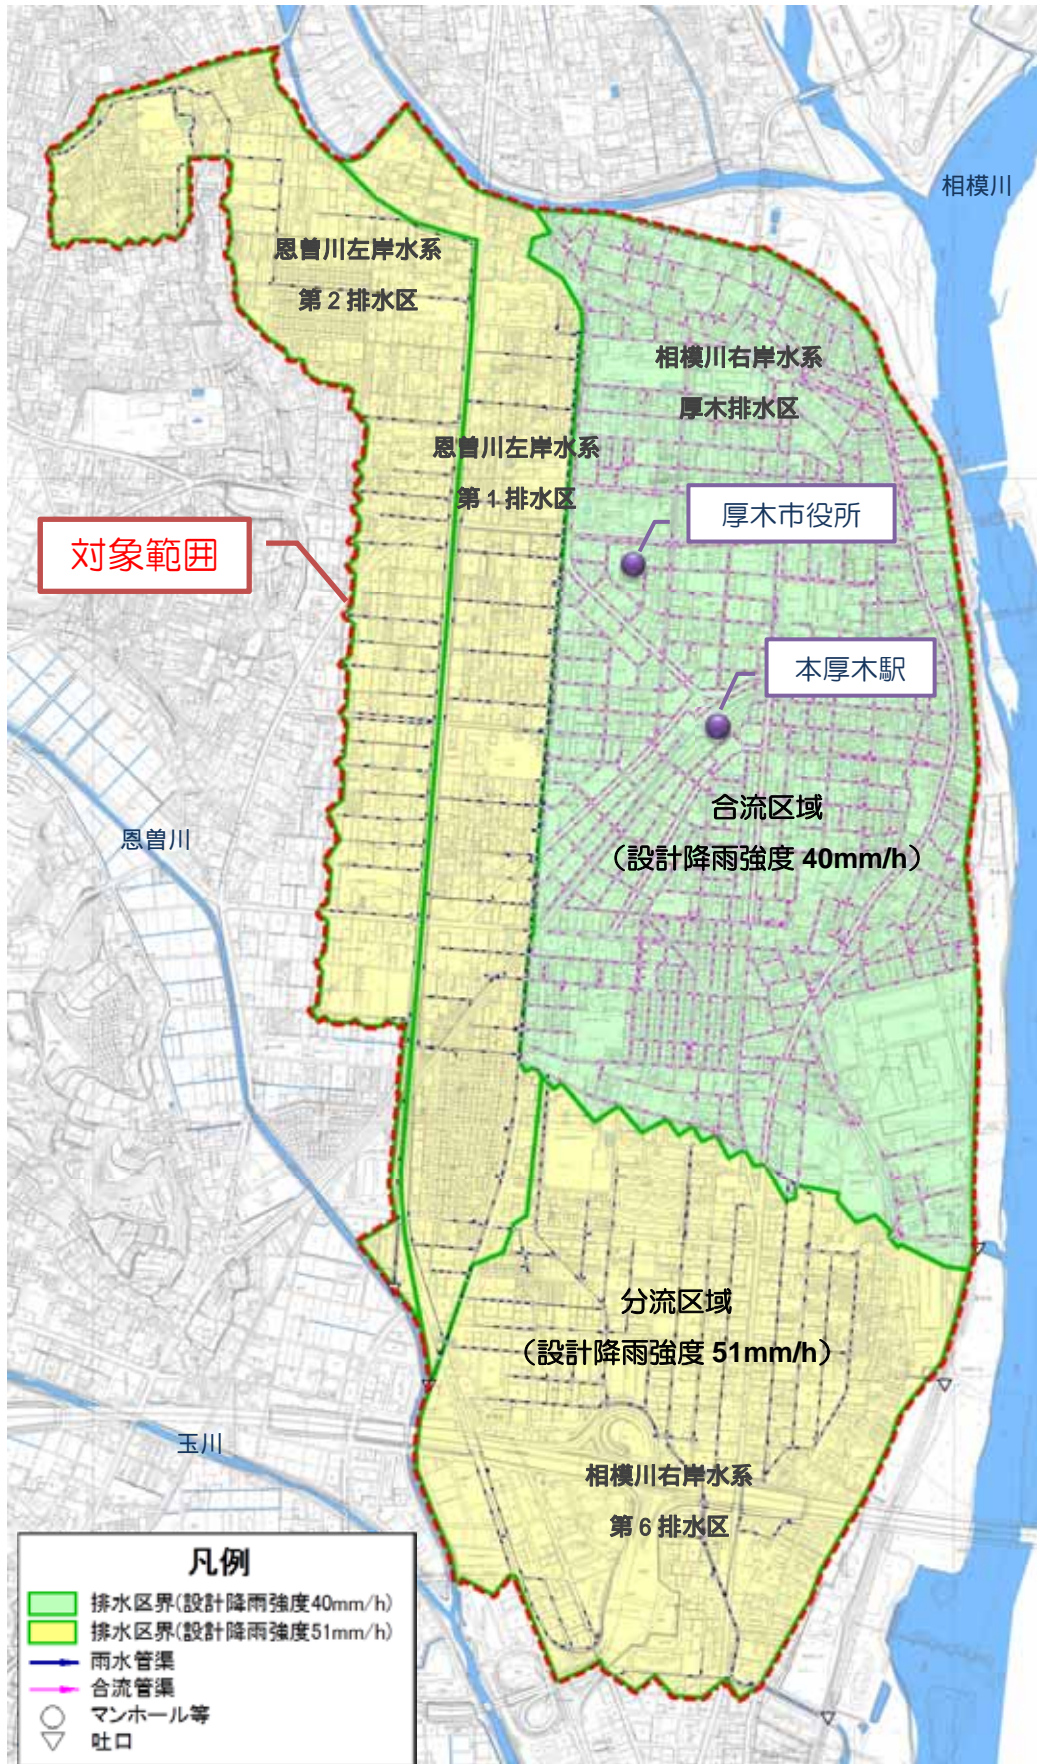 相模川
恩曽川左岸水系
第2排水区
相模川右岸水系
厚木排水区
恩曽川左岸水系
第1排水区
厚木市役所
対象範囲
本厚木駅
合流区域
（設計降雨強度 40mm/h）
恩曽川
分流区域
（設計降雨強度 51mm/h）
玉川
相模川右岸水系
第6排水区
凡例
排水区界(設計降雨強度40mm/h)
排水区界(設計降雨強度51mm/h)
雨水管渠
合流管渠
マンホール等
吐口